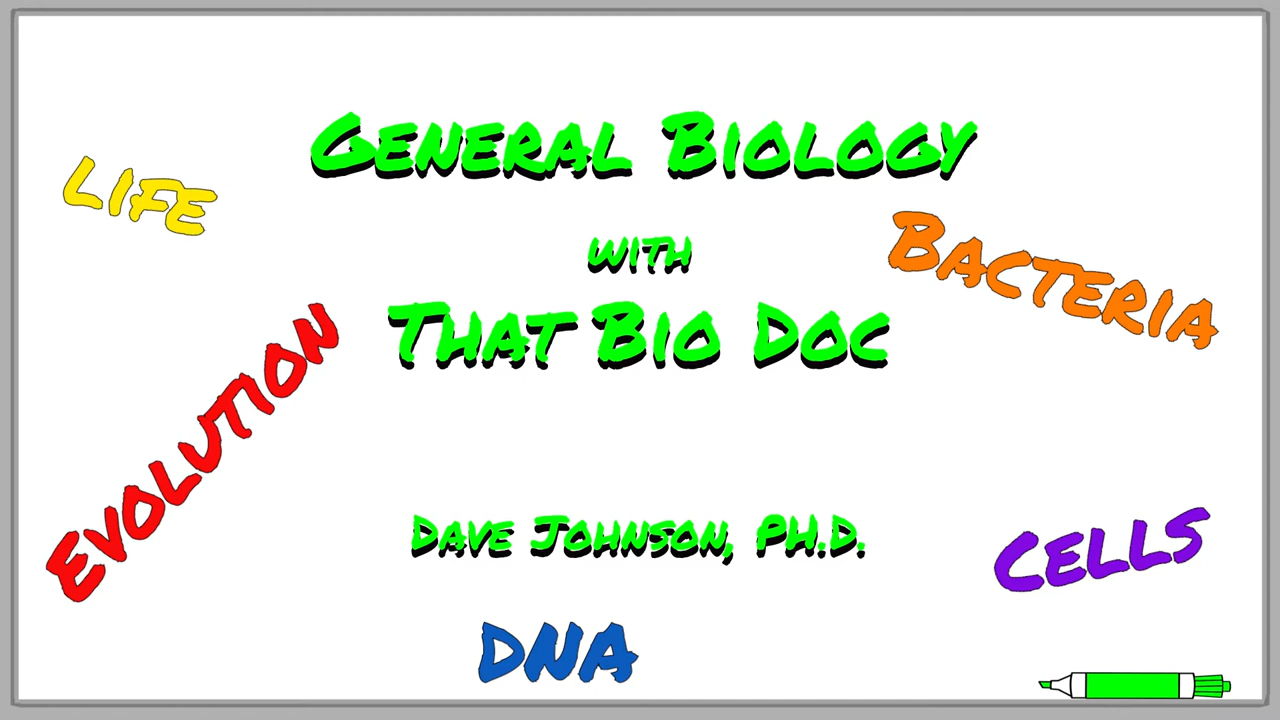 General Biology
Life
with
Bacteria
That Bio Doc
Evolution
Dave Johnson, PH.D.
Cells
DNA